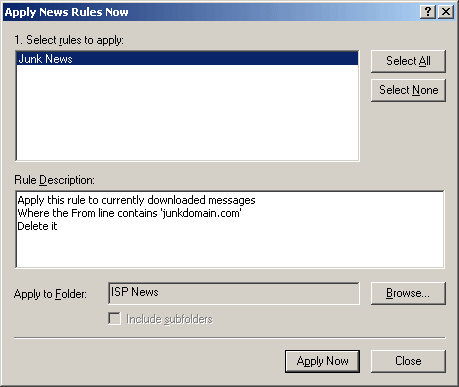 Apply News Rules Now
1. Select rules to apply:
Junk News
Select All
Select None
Rule Description:
Apply this rule to currently downloaded messages
Where the From line contains 'junkdomain.com'
Delete it
Apply to Folder:
ISP News
Browse...
Include subfolders
Apply Now
Close